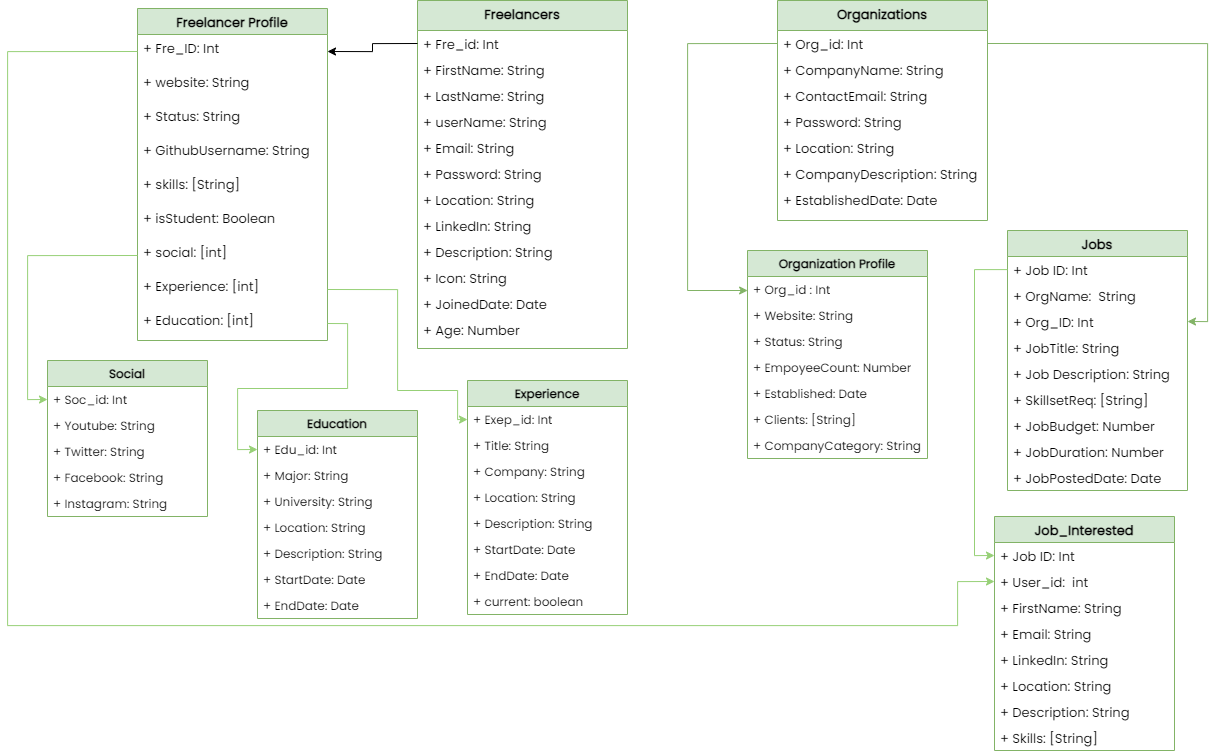 Freelancer Profile
+ Fre_ID: Int
+ website: String
+ Status: String
+ GithubUsername: String
+ skills: [String]
+ isStudent: Boolean
+ social: [int]
+ Experience: [int]
+ Education: [int]
Freelancers
+ Fre_id: Int
+ FirstName: String
+ LastName: String
+ userName: String
+ Email: String
+ Password: String
+ Location: String
+ LinkedIn: String
+ Description: String
+ Icon: String
+ JoinedDate: Date
+ Age: Number
Organizations
+ Org_id: Int
+ CompanyName: String
+ ContactEmail: String
+ Password: String
+ Location: String
+ CompanyDescription: String
+ EstablishedDate: Date
Organization Profile
+ Org_id : Int
+ Website: String
+ Status: String
+ EmpoyeeCount: Number
+ Established: Date
+ Clients: [String]
+ CompanyCategory: String
Jobs
+ Job ID: Int
+ OrgName:  String
+ Org_ID: Int
+ JobTitle: String
+ Job Description: String
+ SkillsetReq: [String]
+ JobBudget: Number
+ JobDuration: Number
+ JobPostedDate: Date
Social
+ Soc_id: Int
+ Youtube: String
+ Twitter: String
+ Facebook: String
+ Instagram: String
Education
+ Edu_id: Int
+ Major: String
+ University: String
+ Location: String
+ Description: String
+ StartDate: Date
+ EndDate: Date
Experience
+ Exep_id: Int
+ Title: String
+ Company: String
+ Location: String
+ Description: String
+ StartDate: Date
+ EndDate: Date
+ current: boolean
Job_Interested
+ Job ID: Int
+ User_id:  int
+ FirstName: String
+ Email: String
+ LinkedIn: String
+ Location: String
+ Description: String
+ Skills: [String]